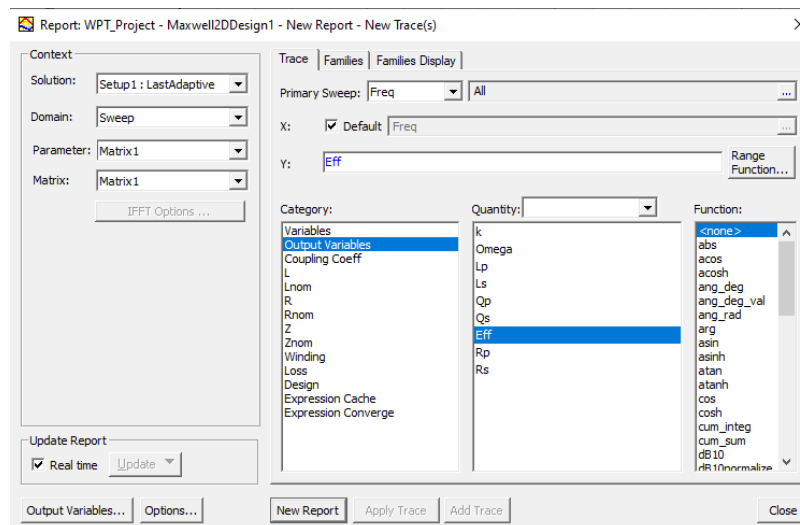 Report: WPT_Project - Maxwell2DDesign1 - New Report - New Trace(s)
Context
Solution: Setup1 : LastAdaptive
Domain: Sweep
Parameter: Matrix1
Matrix: Matrix1
IFFT Options ...
Update Report
Real time Update
Output Variables... Options...
Trace Families Families Display
Primary Sweep: Freq All ...
X: Default Freq ...
Y: Eff Range
Function...
Category:
Variables
Output Variables
Coupling Coeff
L
Lnom
R
Rnom
Z
Znom
Winding
Loss
Design
Expression Cache
Expression Converge
Quantity:
k
Omega
Lp
Ls
Qp
Qs
Eff
Rp
Rs
Function:
<none>
abs
acos
acosh
ang_deg
ang_deg_val
ang_rad
arg
asin
asinh
atan
atanh
cos
cosh
cum_integ
cum_sum
dB10
dB10normalize
New Report Apply Trace Add Trace Close